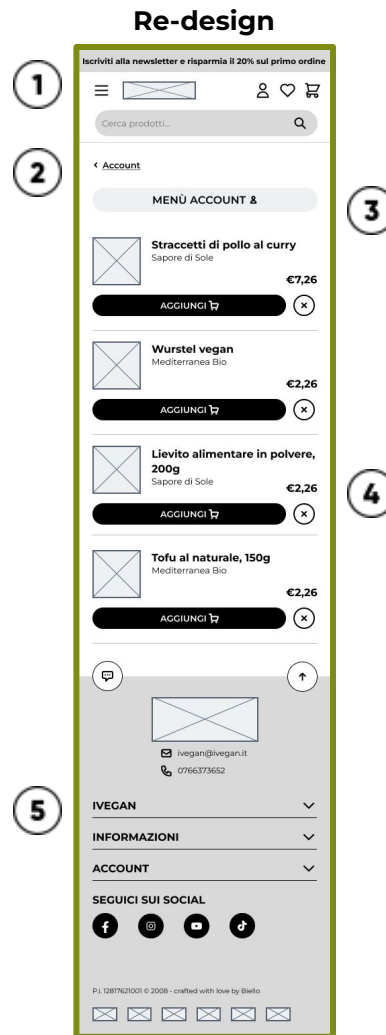 Re-design
Iscriviti alla newsletter e risparmia il 20% sul primo ordine
1
Cerca prodotti...
2
< Account
MENÙ ACCOUNT
3
Straccetti di pollo al curry
Sapore di Sole
€7,26
AGGIUNGI
Wurstel vegan
Mediterranea Bio
€2,26
AGGIUNGI
Lievito alimentare in polvere,
200g
Sapore di Sole
€2,26
4
AGGIUNGI
Tofu al naturale, 150g
Mediterranea Bio
€2,26
AGGIUNGI
ivegan@ivegan.it
0766373652
5
IVEGAN
INFORMAZIONI
ACCOUNT
SEGUICI SUI SOCIAL
P.i. 12817621001 © 2008 - crafted with love by Biello